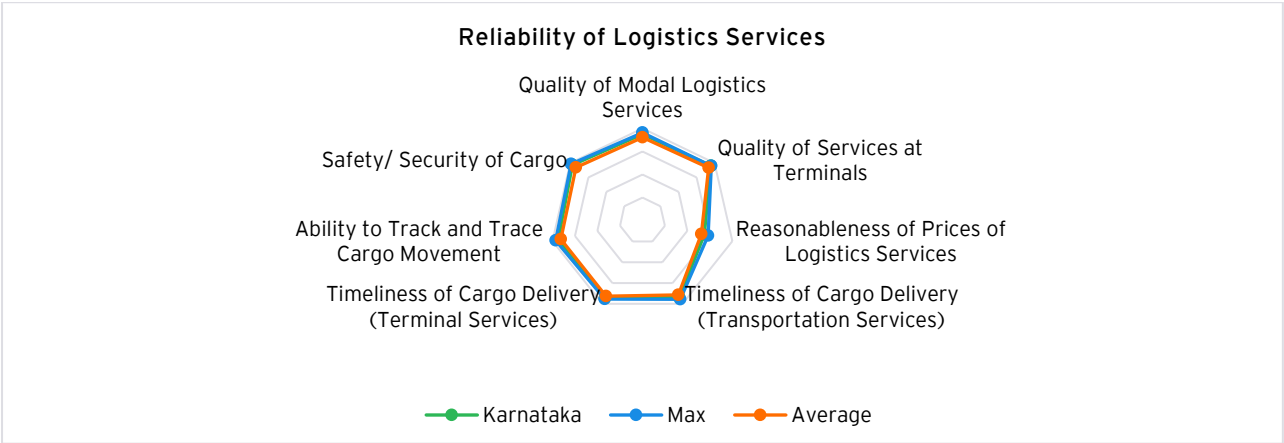 Reliability of Logistics Services
Quality of Modal Logistics
Services
Quality of Services at
Terminals
Reasonableness of Prices of
Logistics Services
Timeliness of Cargo Delivery
(Transportation Services)
Timeliness of Cargo Delivery
(Terminal Services)
Ability to Track and Trace
Cargo Movement
Safety/ Security of Cargo
Karnataka
Max
Average